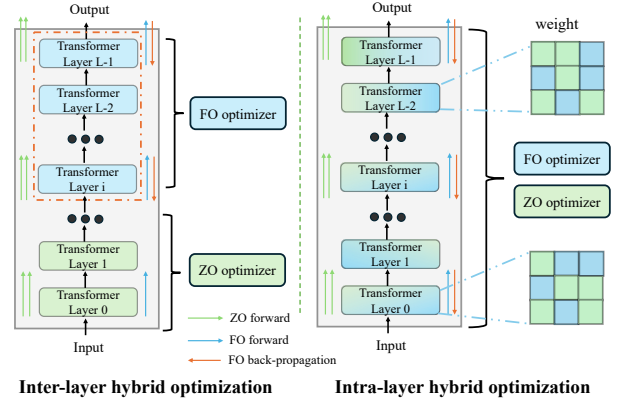 Output
Transformer
Layer L-1
Transformer
Layer L-2
Transformer
Layer i
Transformer
Layer 1
Transformer
Layer 0
Input
FO optimizer
ZO optimizer
ZO forward
FO forward
FO back-propagation
Inter-layer hybrid optimization
Output
Transformer
Layer L-1
Transformer
Layer L-2
Transformer
Layer i
Transformer
Layer 1
Transformer
Layer 0
Input
weight
FO optimizer
ZO optimizer
Intra-layer hybrid optimization